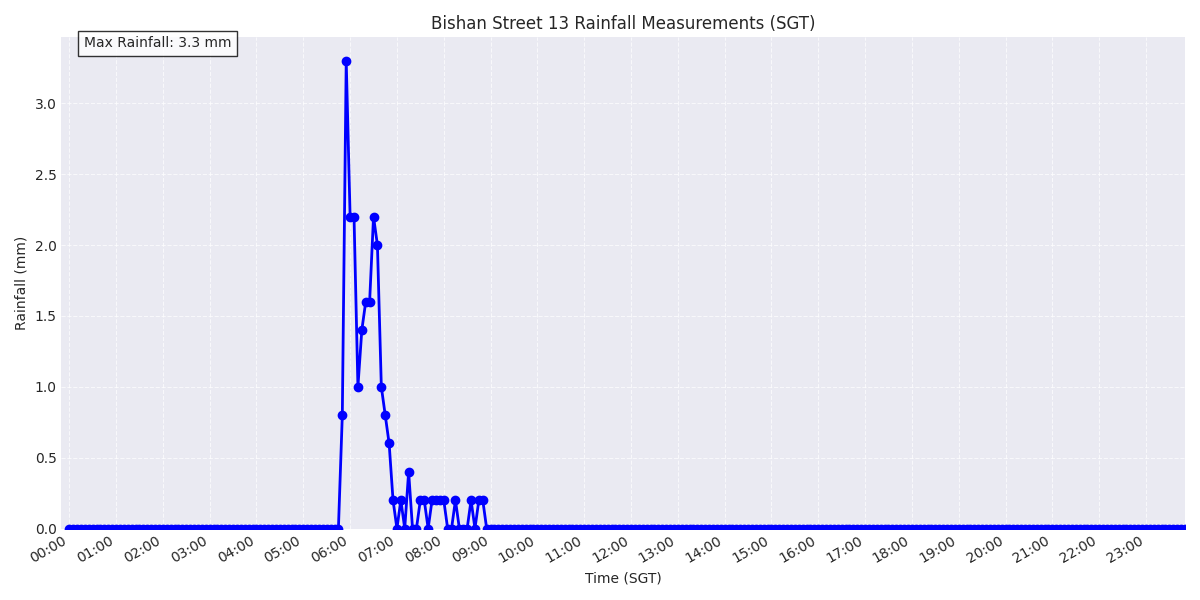 Bishan Street 13 Rainfall Measurements (SGT)
Max Rainfall: 3.3 mm
Rainfall (mm)
3.0
2.5
2.0
1.5
1.0
0.5
0.0
00:00 01:00 02:00 03:00 04:00 05:00 06:00 07:00 08:00 09:00 10:00 11:00 12:00 13:00 14:00 15:00 16:00 17:00 18:00 19:00 20:00 21:00 22:00 23:00
Time (SGT)